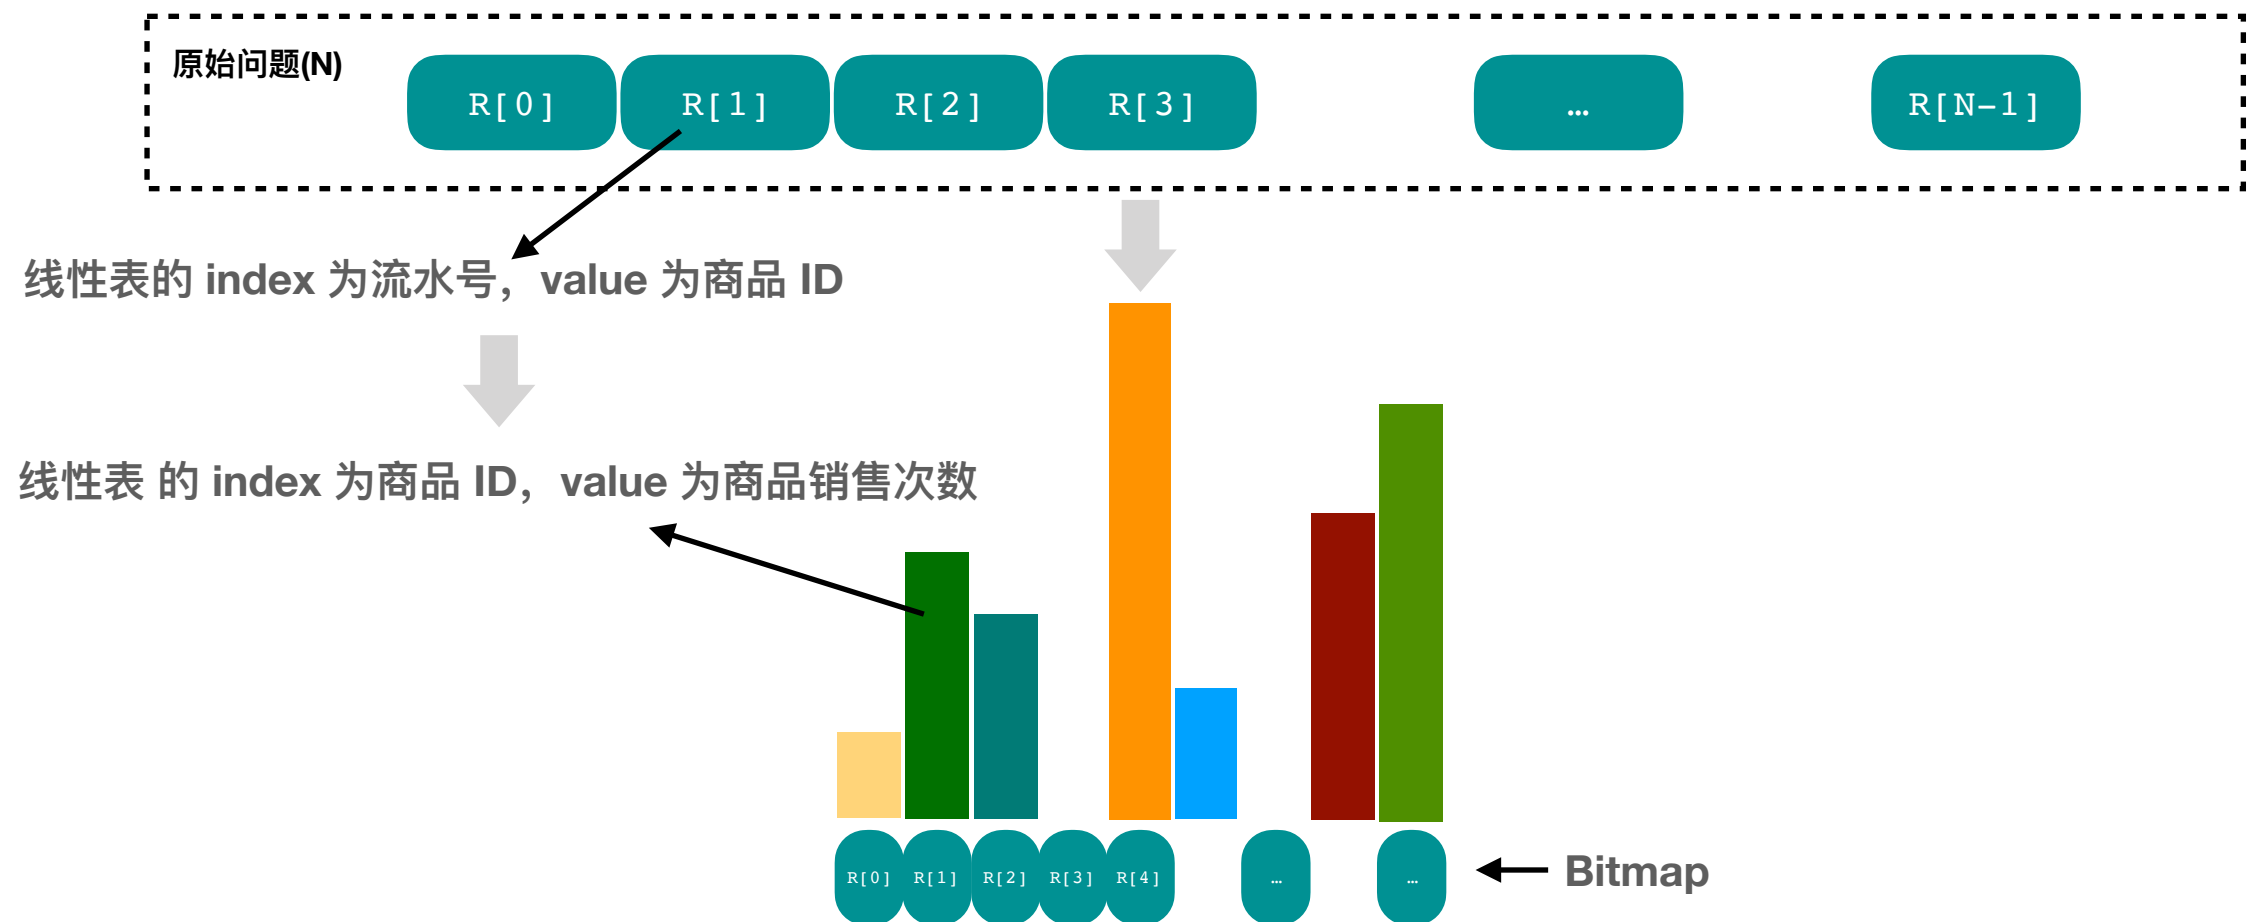 原始问题(N)
R[0] R[1] R[2] R[3] … R[N-1]
线性表的 index 为流水号，value 为商品 ID
线性表 的 index 为商品 ID，value 为商品销售次数
R[0] R[1] R[2] R[3] R[4] … …
Bitmap